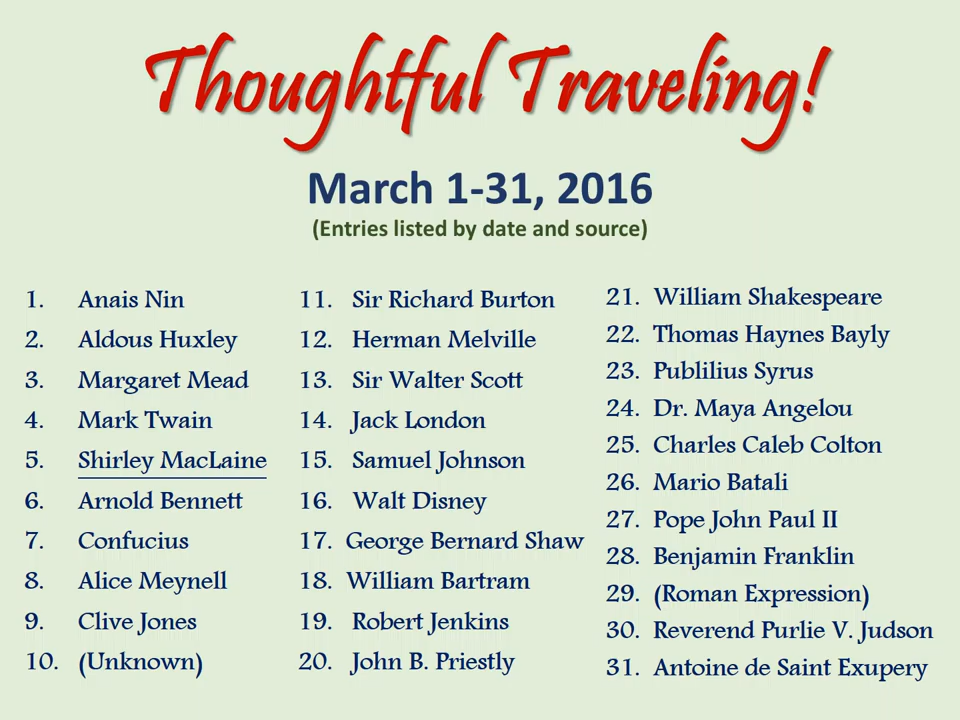 Thoughtful Traveling!
March 1-31, 2016
(Entries listed by date and source)
1. Anais Nin
2. Aldous Huxley
3. Margaret Mead
4. Mark Twain
5. Shirley MacLaine
6. Arnold Bennett
7. Confucius
8. Alice Meynell
9. Clive Jones
10. (Unknown)
11. Sir Richard Burton
12. Herman Melville
13. Sir Walter Scott
14. Jack London
15. Samuel Johnson
16. Walt Disney
17. George Bernard Shaw
18. William Bartram
19. Robert Jenkins
20. John B. Priestly
21. William Shakespeare
22. Thomas Haynes Bayly
23. Publilius Syrus
24. Dr. Maya Angelou
25. Charles Caleb Colton
26. Mario Batali
27. Pope John Paul II
28. Benjamin Franklin
29. (Roman Expression)
30. Reverend Purlie V. Judson
31. Antoine de Saint Exupery